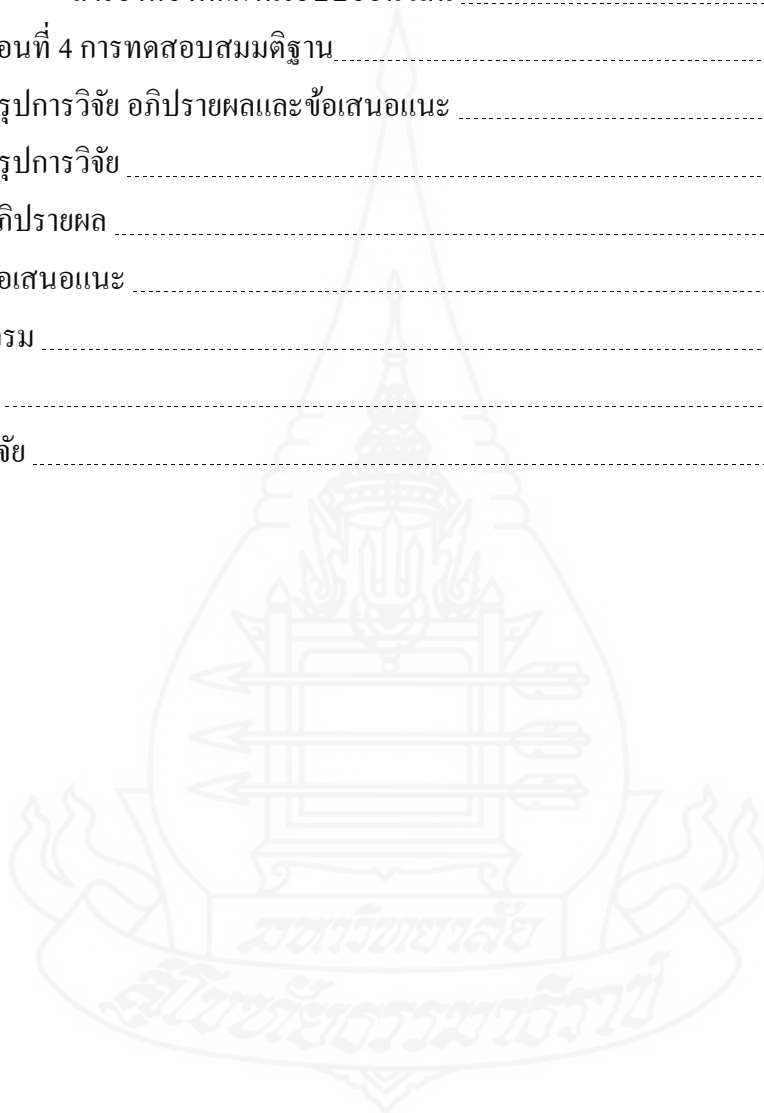 อนที่ 4 การทดสอบสมมติฐาน
รุปการวิจัย อภิปรายผลและข้อเสนอแนะ
รุปการวิจัย
ภิปรายผล
อเสนอแนะ
รรม
จัย
มหาวิทยาลัย
สุโขทัยธรรมาธิราช